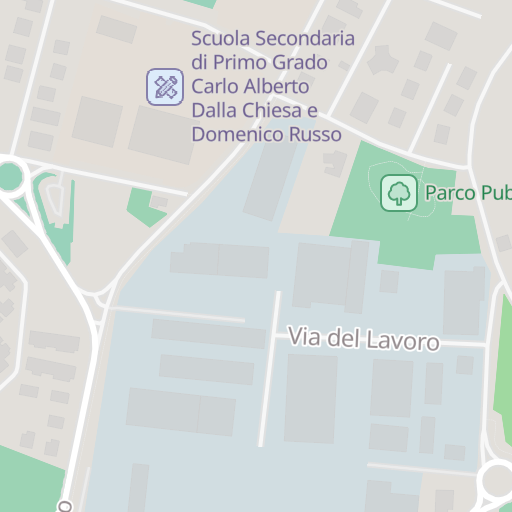 Scuola Secondaria
di Primo Grado
Carlo Alberto
Dalla Chiesa e
Domenico Russo
Parco Pub
Via del Lavoro